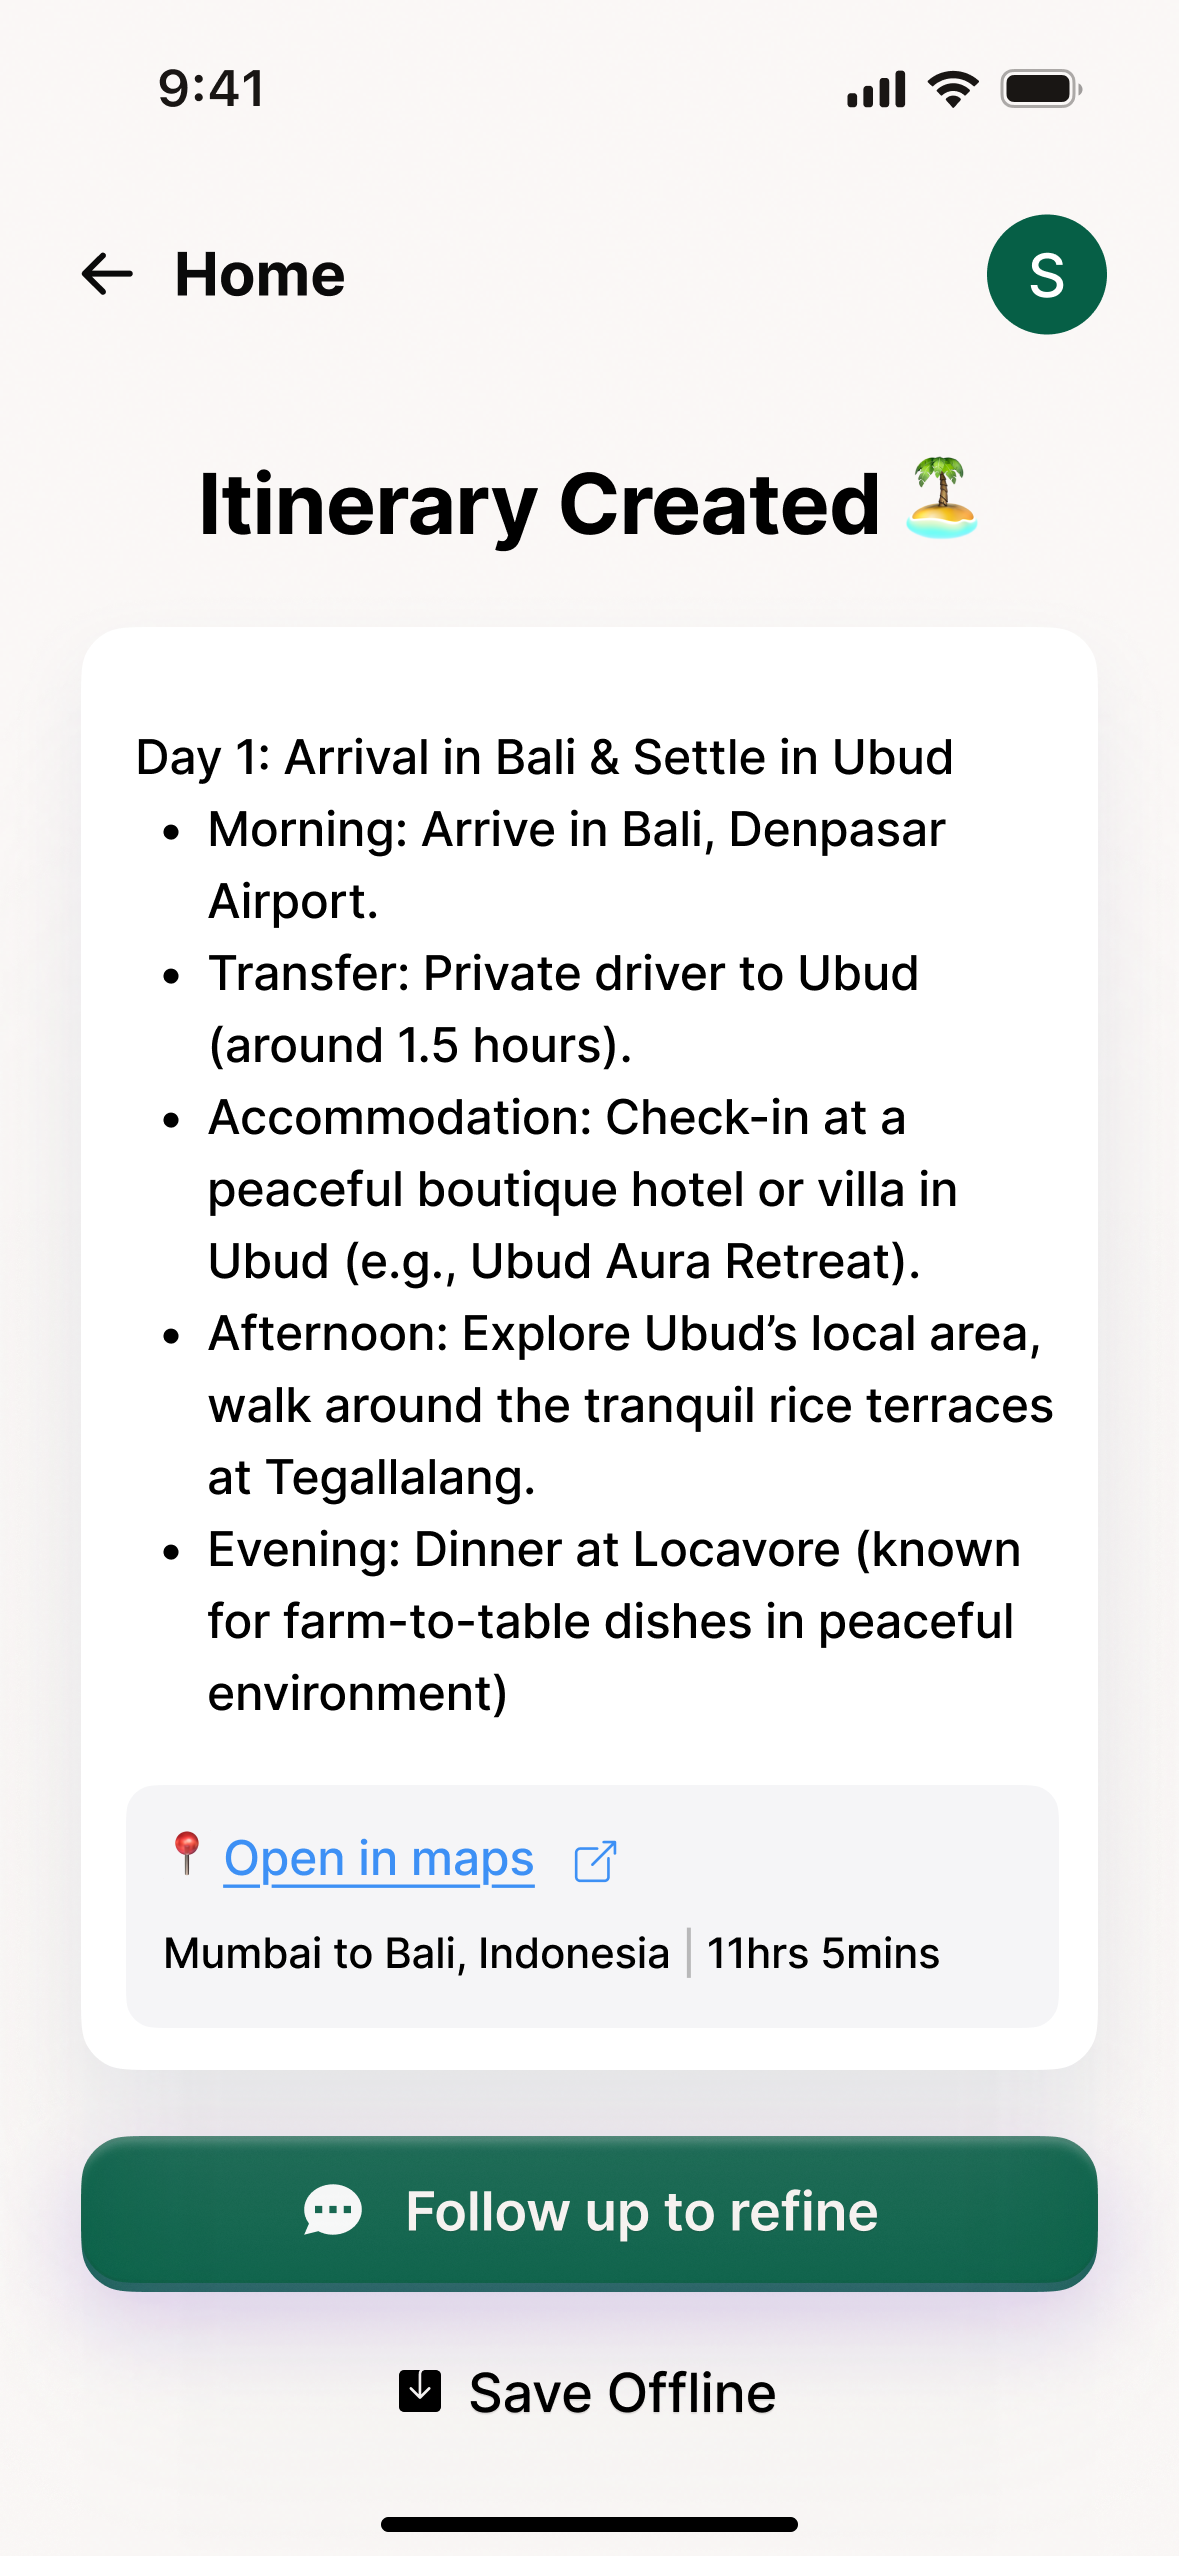 9:41
Home
S
Itinerary Created 🏝️
Day 1: Arrival in Bali & Settle in Ubud
• Morning: Arrive in Bali, Denpasar
Airport.
• Transfer: Private driver to Ubud
(around 1.5 hours).
• Accommodation: Check-in at a
peaceful boutique hotel or villa in
Ubud (e.g., Ubud Aura Retreat).
• Afternoon: Explore Ubud’s local area,
walk around the tranquil rice terraces
at Tegallalang.
• Evening: Dinner at Locavore (known
for farm-to-table dishes in peaceful
environment)
📍 Open in maps
Mumbai to Bali, Indonesia | 11hrs 5mins
Follow up to refine
Save Offline